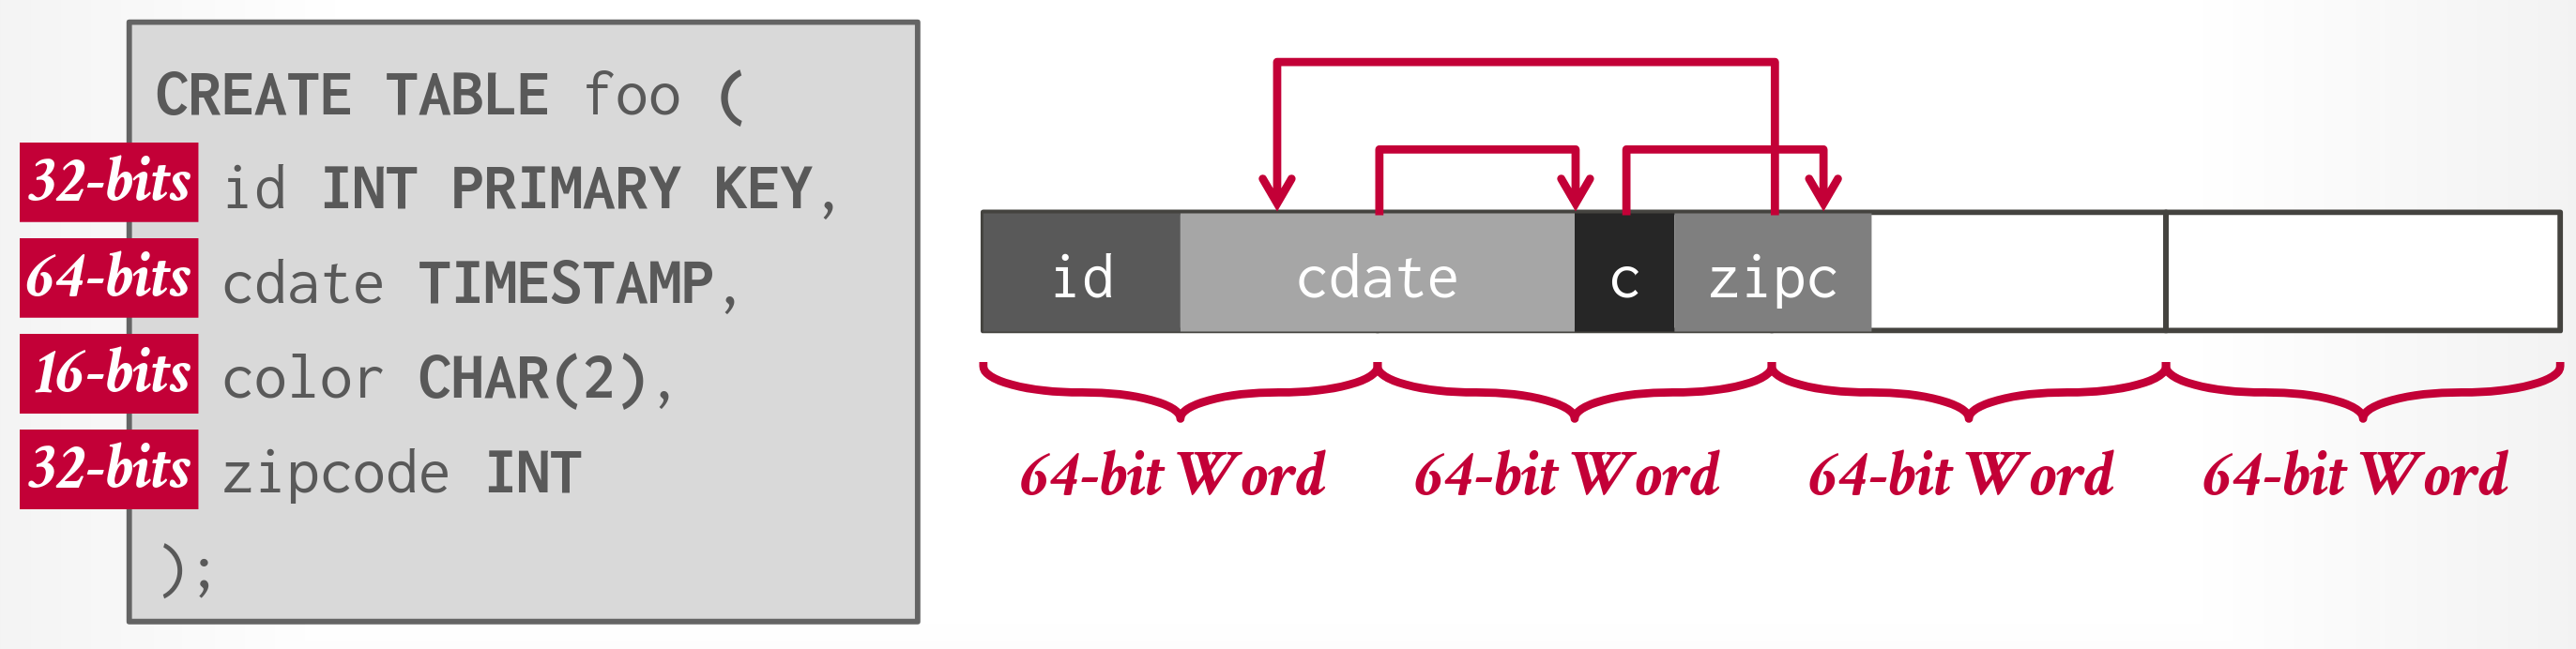 CREATE TABLE foo (
32-bits id INT PRIMARY KEY,
64-bits cdate TIMESTAMP,
16-bits color CHAR(2),
32-bits zipcode INT
);
id cdate c zipc
64-bit Word 64-bit Word 64-bit Word 64-bit Word